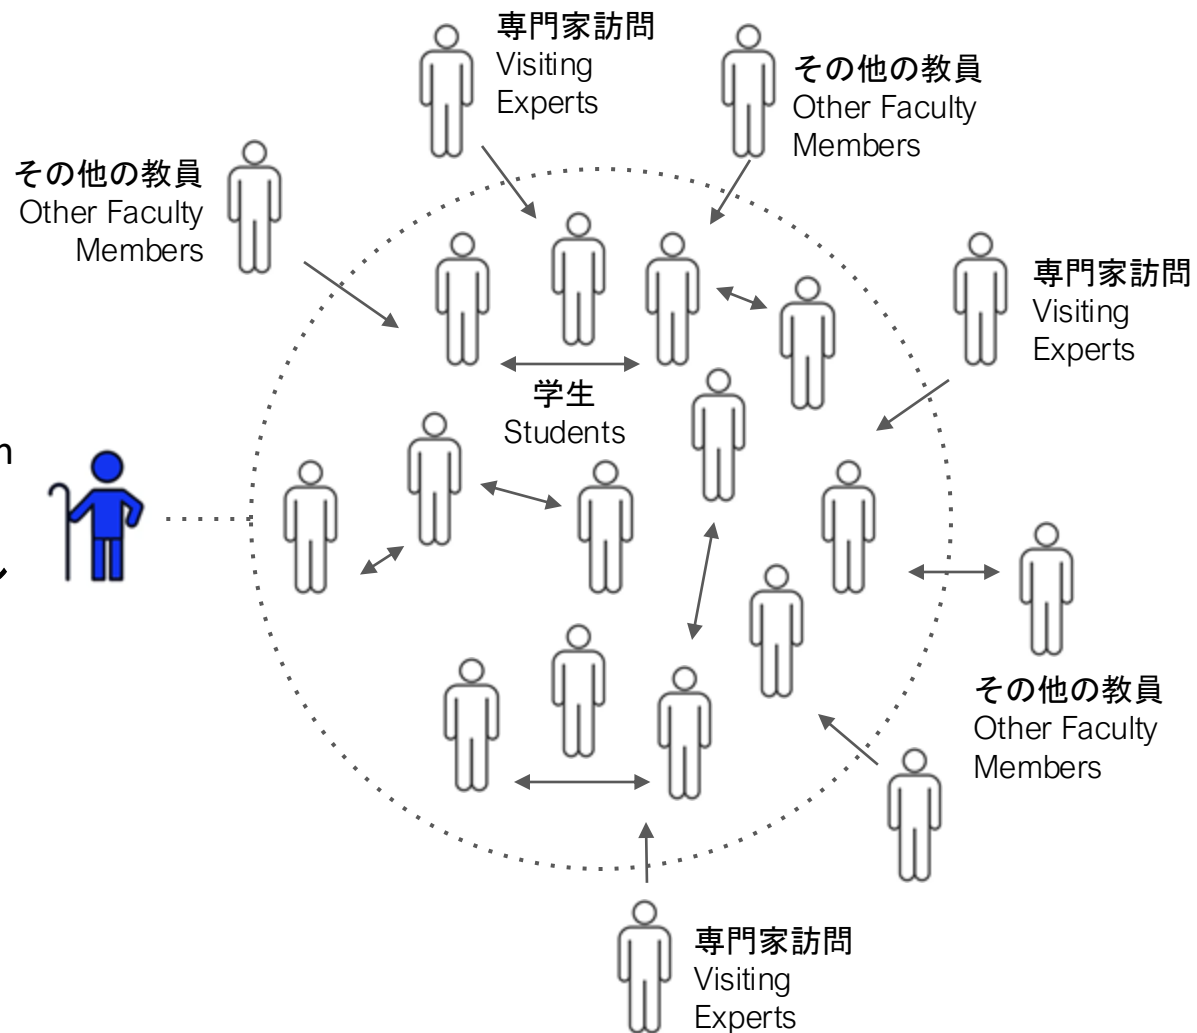 専門家訪問
Visiting
Experts
その他の教員
Other Faculty
Members
その他の教員
Other Faculty
Members
専門家訪問
Visiting
Experts
学生
Students
その他の教員
Other Faculty
Members
専門家訪問
Visiting
Experts